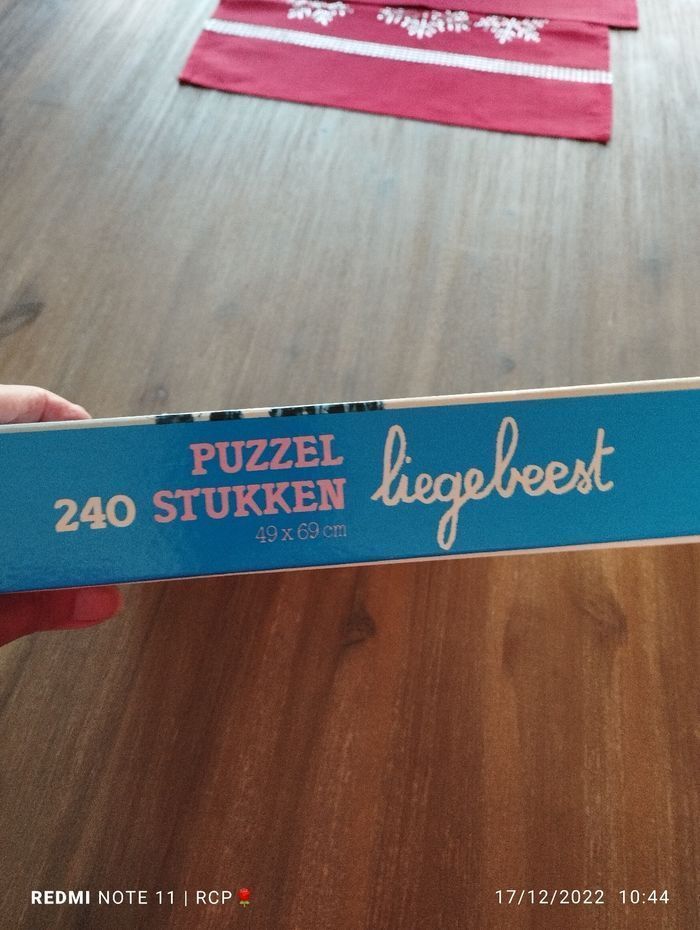 PUZZEL
240 STUKKEN
49 x 69 cm
liegebeest
REDMI NOTE 11 | RCP🌹
17/12/2022 10:44